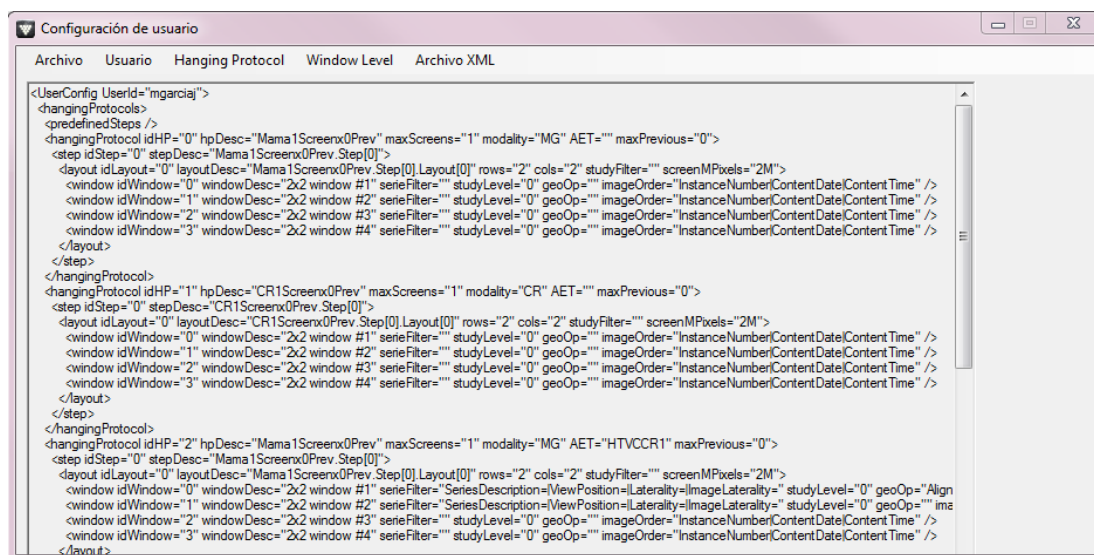 Configuración de usuario
Archivo Usuario Hanging Protocol Window Level Archivo XML
<UserConfig UserId="mgarciaj">
<hangingProtocols>
<predefinedSteps />
<hangingProtocol idHP="0" hpDesc="Mama1Screenx0Prev" maxScreens="1" modality="MG" AET="" maxPrevious="0">
<step idStep="0" stepDesc="Mama1Screenx0Prev.Step[0]">
<layout idLayout="0" layoutDesc="Mama1Screenx0Prev.Step[0].Layout[0]" rows="2" cols="2" studyFilter="" screenMPixels="2M">
<window idWindow="0" windowDesc="2x2 window #1" serieFilter="" studyLevel="0" geoOp="" imageOrder="InstanceNumber|ContentDate|ContentTime" />
<window idWindow="1" windowDesc="2x2 window #2" serieFilter="" studyLevel="0" geoOp="" imageOrder="InstanceNumber|ContentDate|ContentTime" />
<window idWindow="2" windowDesc="2x2 window #3" serieFilter="" studyLevel="0" geoOp="" imageOrder="InstanceNumber|ContentDate|ContentTime" />
<window idWindow="3" windowDesc="2x2 window #4" serieFilter="" studyLevel="0" geoOp="" imageOrder="InstanceNumber|ContentDate|ContentTime" />
</layout>
</step>
</hangingProtocol>
<hangingProtocol idHP="1" hpDesc="CR1Screenx0Prev" maxScreens="1" modality="CR" AET="" maxPrevious="0">
<step idStep="0" stepDesc="CR1Screenx0Prev.Step[0]">
<layout idLayout="0" layoutDesc="CR1Screenx0Prev.Step[0].Layout[0]" rows="2" cols="2" studyFilter="" screenMPixels="2M">
<window idWindow="0" windowDesc="2x2 window #1" serieFilter="" studyLevel="0" geoOp="" imageOrder="InstanceNumber|ContentDate|ContentTime" />
<window idWindow="1" windowDesc="2x2 window #2" serieFilter="" studyLevel="0" geoOp="" imageOrder="InstanceNumber|ContentDate|ContentTime" />
<window idWindow="2" windowDesc="2x2 window #3" serieFilter="" studyLevel="0" geoOp="" imageOrder="InstanceNumber|ContentDate|ContentTime" />
<window idWindow="3" windowDesc="2x2 window #4" serieFilter="" studyLevel="0" geoOp="" imageOrder="InstanceNumber|ContentDate|ContentTime" />
</layout>
</step>
</hangingProtocol>
<hangingProtocol idHP="2" hpDesc="Mama1Screenx0Prev" maxScreens="1" modality="MG" AET="HTVCCR1" maxPrevious="0">
<step idStep="0" stepDesc="Mama1Screenx0Prev.Step[0]">
<layout idLayout="0" layoutDesc="Mama1Screenx0Prev.Step[0].Layout[0]" rows="2" cols="2" studyFilter="" screenMPixels="2M">
<window idWindow="0" windowDesc="2x2 window #1" serieFilter="SeriesDescription=|ViewPosition=|Laterality=|ImageLaterality=" studyLevel="0" geoOp="Align
<window idWindow="1" windowDesc="2x2 window #2" serieFilter="SeriesDescription=|ViewPosition=|Laterality=|ImageLaterality=" studyLevel="0" geoOp="" ima
<window idWindow="2" windowDesc="2x2 window #3" serieFilter="" studyLevel="0" geoOp="" imageOrder="InstanceNumber|ContentDate|ContentTime" />
<window idWindow="3" windowDesc="2x2 window #4" serieFilter="" studyLevel="0" geoOp="" imageOrder="InstanceNumber|ContentDate|ContentTime" />
</layout>